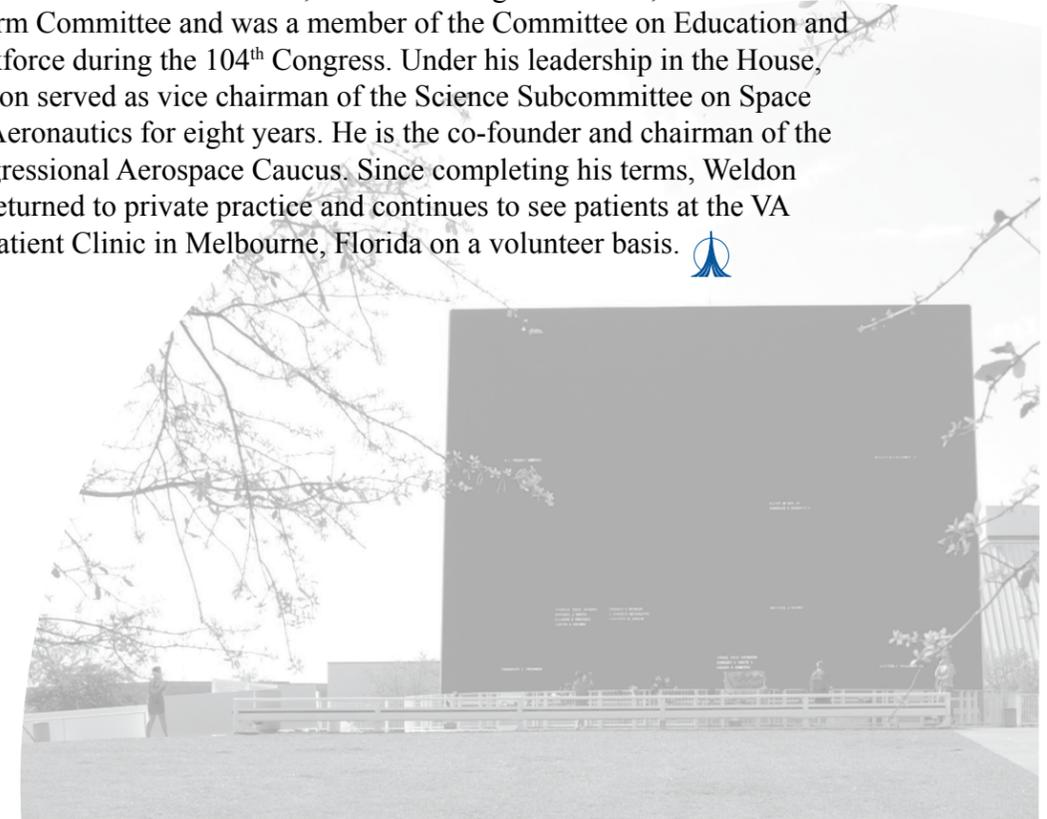 rm Committee and was a member of the Committee on Education and
force during the 104th Congress. Under his leadership in the House,
on served as vice chairman of the Science Subcommittee on Space
Aeronautics for eight years. He is the co-founder and chairman of the
ressional Aerospace Caucus. Since completing his terms, Weldon
eturned to private practice and continues to see patients at the VA
atient Clinic in Melbourne, Florida on a volunteer basis.